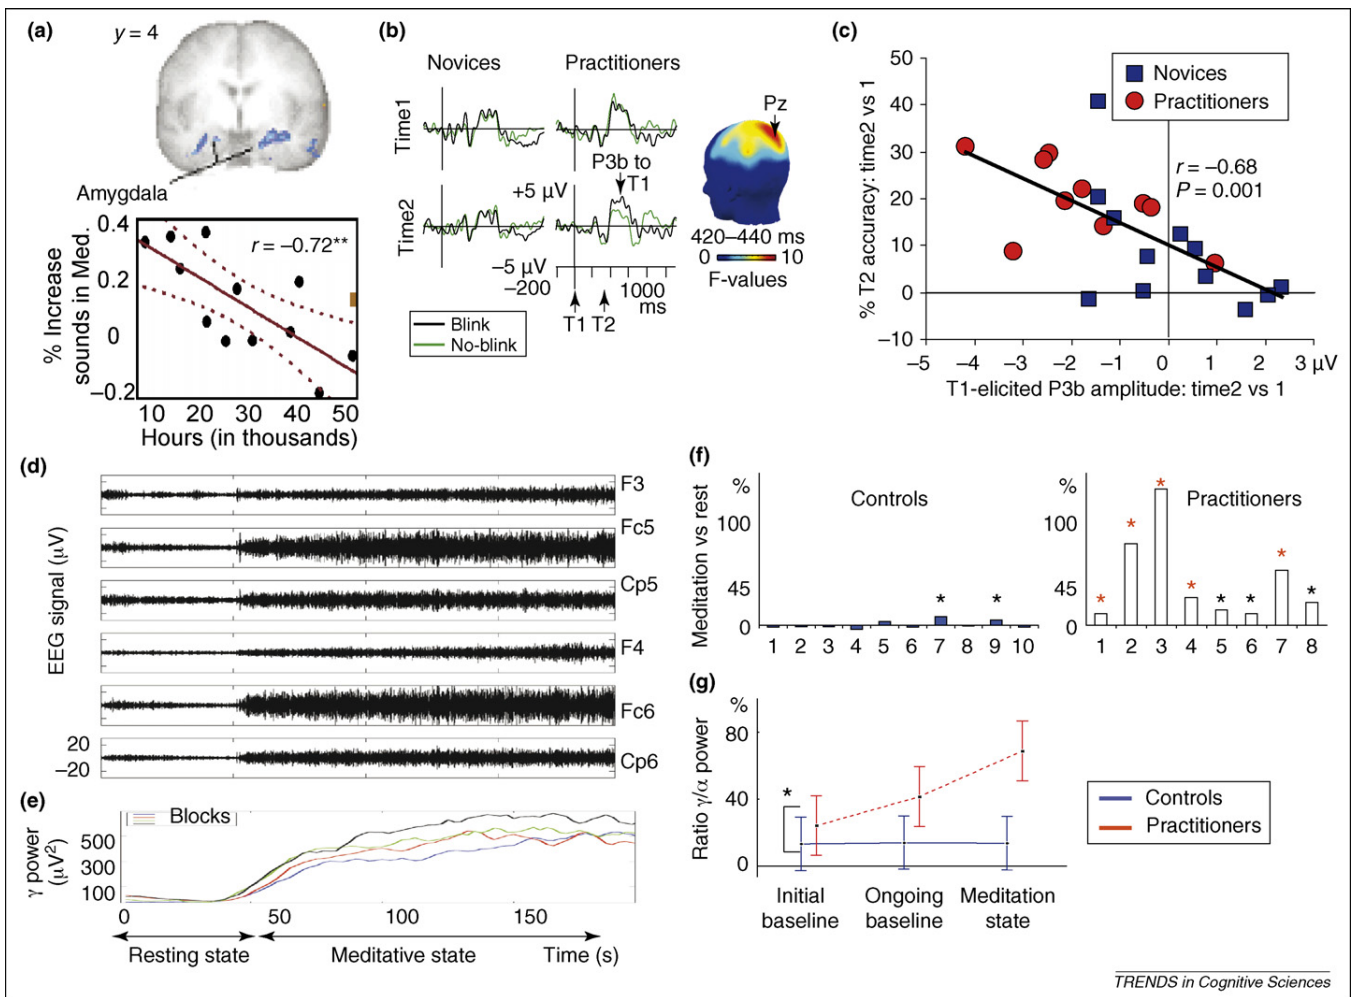 (a)
y = 4
Amygdala
0.4
0.2
0
–0.2
% Increase
sounds in Med.
r = –0.72**
10 20 30 40 50
Hours (in thousands)
(b)
Novices Practitioners
Time1
Time2
P3b to
T1
+5 µV
–5 µV
–200
1000
ms
T1 T2
Blink
No-blink
Pz
420–440 ms
0 10
F-values
(c)
% T2 accuracy: time2 vs 1
50
40
30
20
10
0
–10
Novices
Practitioners
r = –0.68
P = 0.001
–5 –4 –3 –2 –1 0 1 2 3 µV
T1-elicited P3b amplitude: time2 vs 1
(d)
EEG signal (µV)
F3
Fc5
Cp5
F4
Fc6
Cp6
20
–20
(e)
Blocks
γ power
(µV²)
500
300
100
0 50 100 150
Resting state Meditative state Time (s)
(f)
Meditation vs rest
%
100
45
0
Controls
* *
1 2 3 4 5 6 7 8 9 10
%
100
45
0
Practitioners
* * * * * * * *
1 2 3 4 5 6 7 8
(g)
%
Ratio γ/α power
80
40
0
*
Initial
baseline
Ongoing
baseline
Meditation
state
Controls
Practitioners
TRENDS in Cognitive Sciences